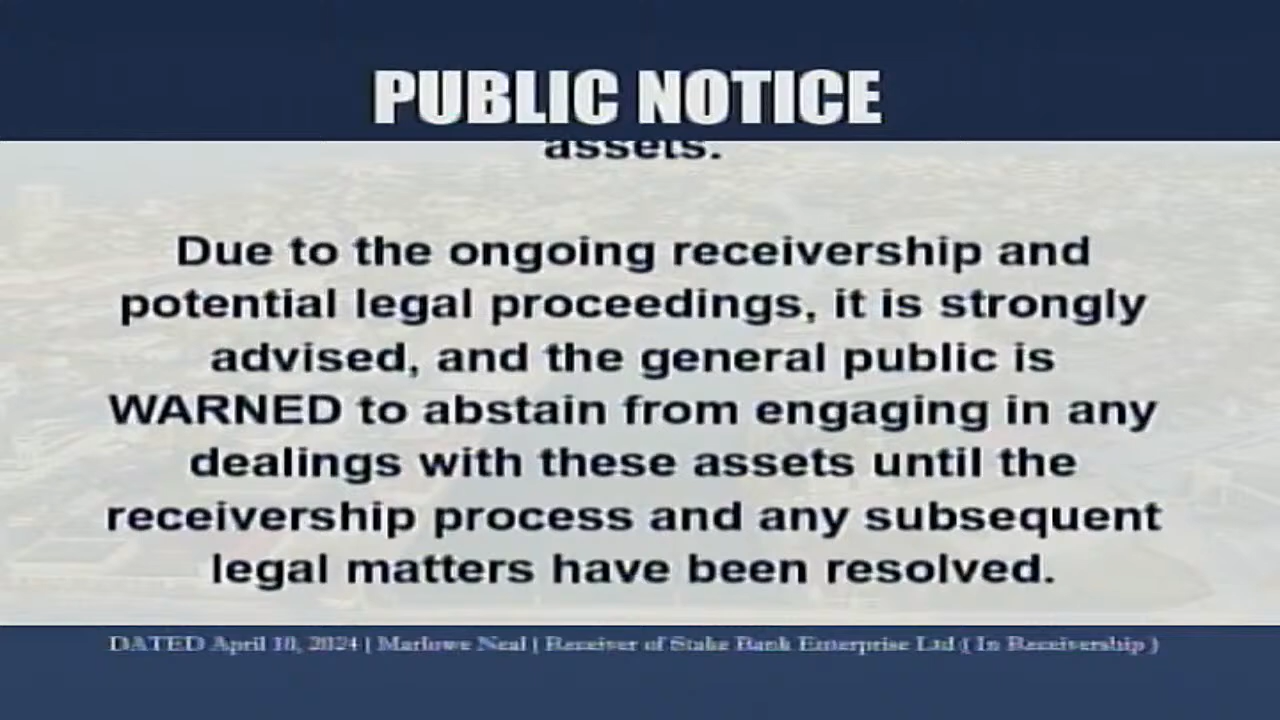 PUBLIC NOTICE
assets.
Due to the ongoing receivership and
potential legal proceedings, it is strongly
advised, and the general public is
WARNED to abstain from engaging in any
dealings with these assets until the
receivership process and any subsequent
legal matters have been resolved.
DATED April 10, 2024 | Marlowe Neal | Receiver of Stake Bank Enterprise Ltd ( In Receivership )